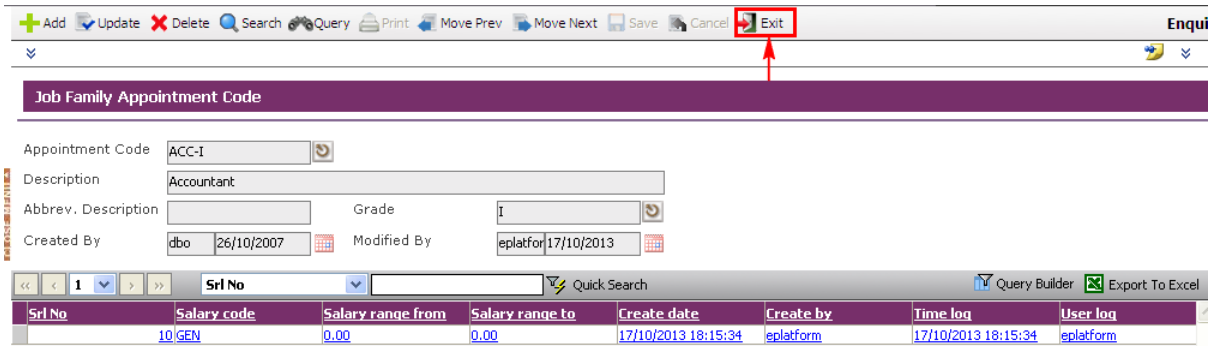 Add Update Delete Search Query Print Move Prev Move Next Save Cancel Exit Enqui
Job Family Appointment Code
Appointment Code ACC-I
Description Accountant
Abbrev. Description Grade I
Created By dbo 26/10/2007 Modified By eplatfor 17/10/2013
CLOSE MENU
<< < 1 > >> Srl No Quick Search Query Builder Export To Excel
Srl No Salary code Salary range from Salary range to Create date Create by Time log User log
10 GEN 0.00 0.00 17/10/2013 18:15:34 eplatform 17/10/2013 18:15:34 eplatform